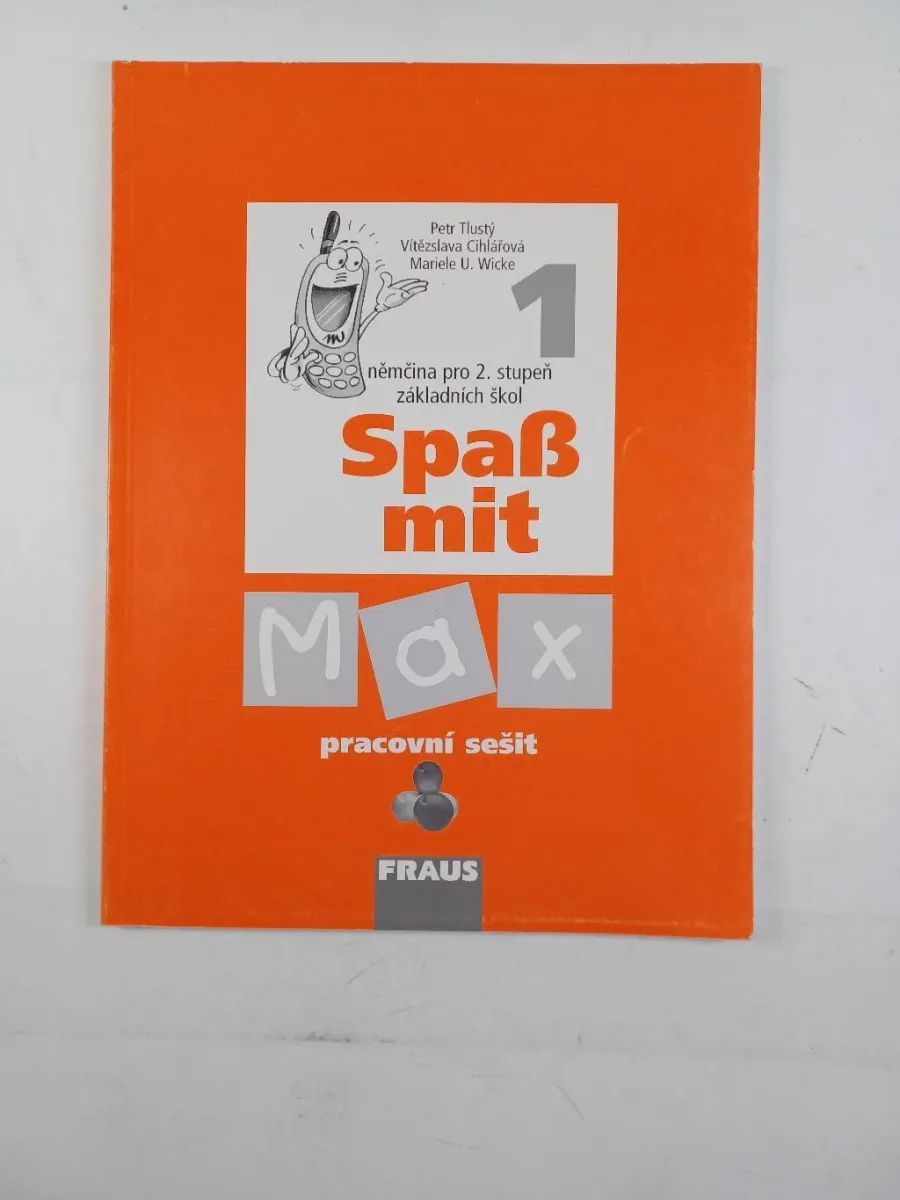 Petr Tlustý
Vítězslava Cihlářová
Mariele U. Wicke
1
němčina pro 2. stupeň
základních škol
Spaß
mit
Max
pracovní sešit
FRAUS